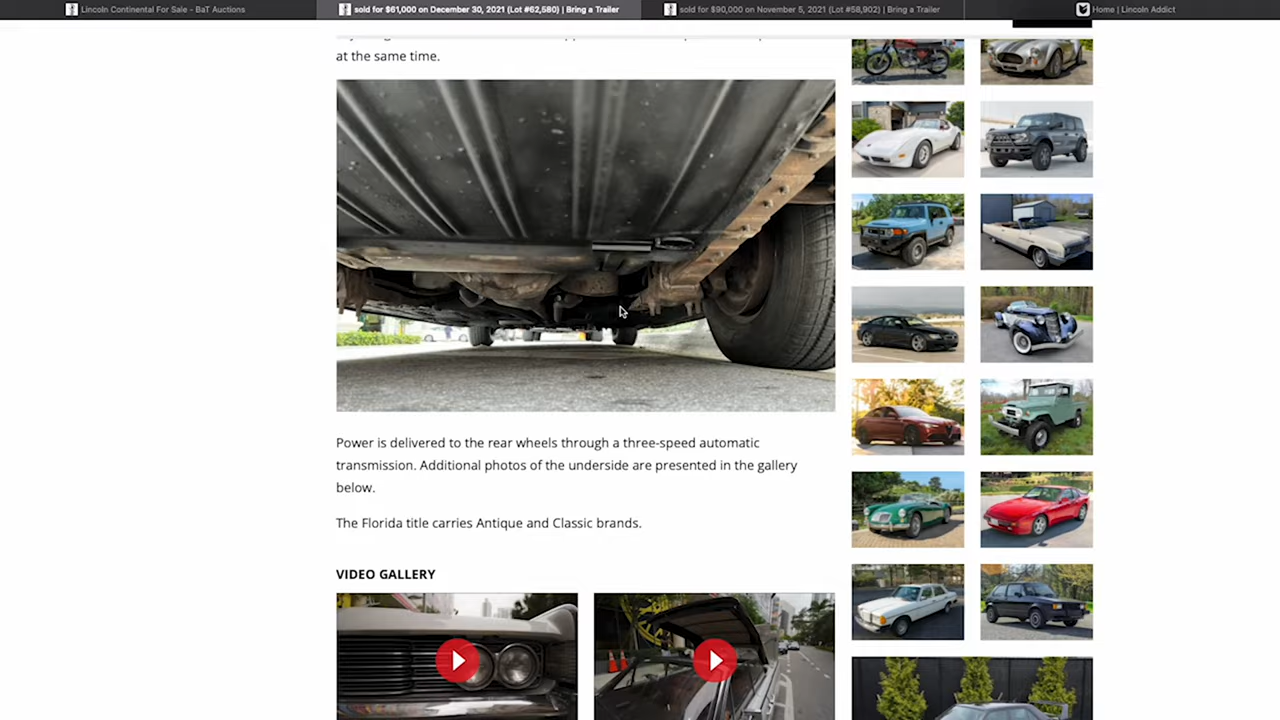 Lincoln Continental For Sale - BaT Auctions
sold for $61,000 on December 30, 2021 (Lot #62,580) | Bring a Trailer
sold for $90,000 on November 5, 2021 (Lot #58,902) | Bring a Trailer
Home | Lincoln Addict
at the same time.
Power is delivered to the rear wheels through a three-speed automatic
transmission. Additional photos of the underside are presented in the gallery
below.
The Florida title carries Antique and Classic brands.
VIDEO GALLERY